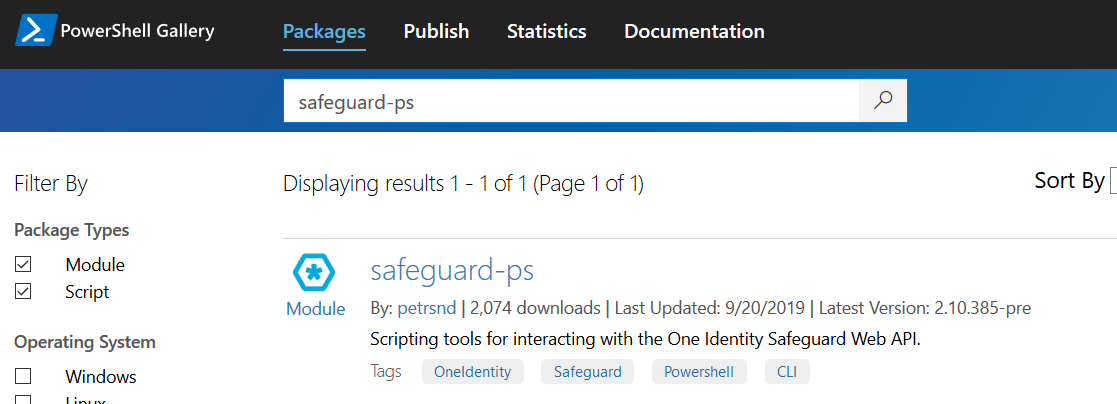 PowerShell Gallery Packages Publish Statistics Documentation
safeguard-ps
Filter By
Displaying results 1 - 1 of 1 (Page 1 of 1)
Sort By
Package Types
Module
Script
Operating System
Windows
Linux
safeguard-ps
Module
By: petrsnd | 2,074 downloads | Last Updated: 9/20/2019 | Latest Version: 2.10.385-pre
Scripting tools for interacting with the One Identity Safeguard Web API.
Tags OneIdentity Safeguard Powershell CLI